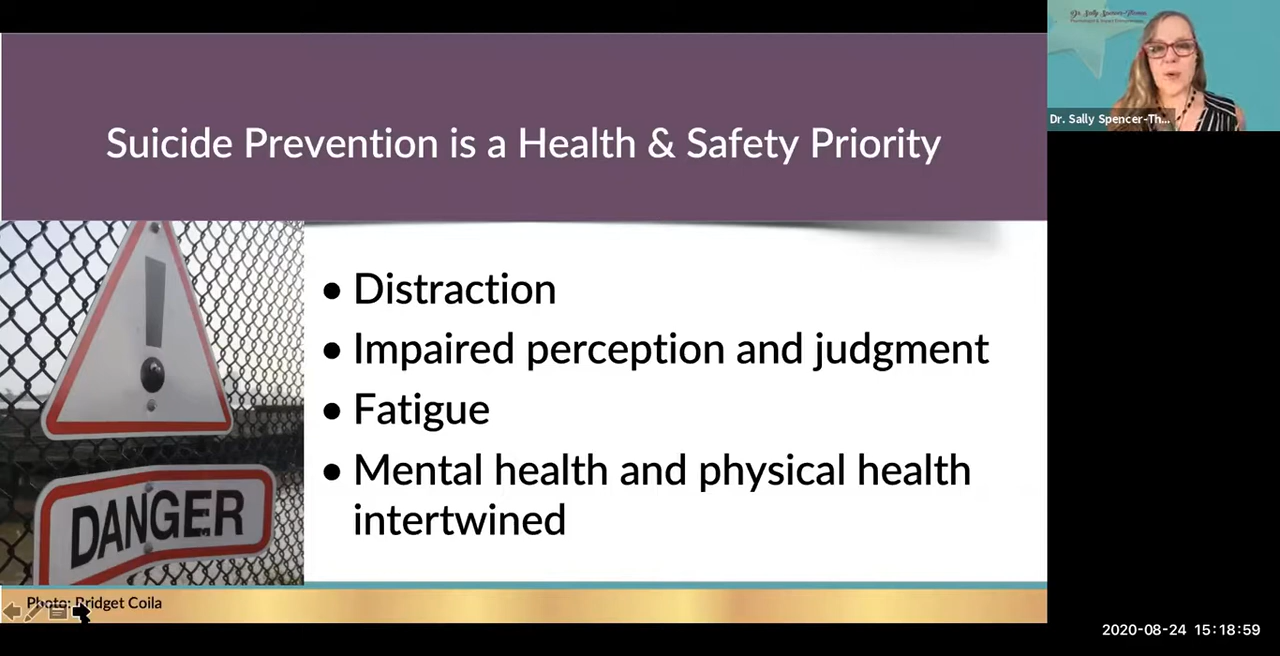 Suicide Prevention is a Health & Safety Priority
Dr. Sally Spencer-Th...
• Distraction
• Impaired perception and judgment
• Fatigue
• Mental health and physical health
intertwined
!
DANGER
Photo: Bridget Coila
2020-08-24 15:18:59